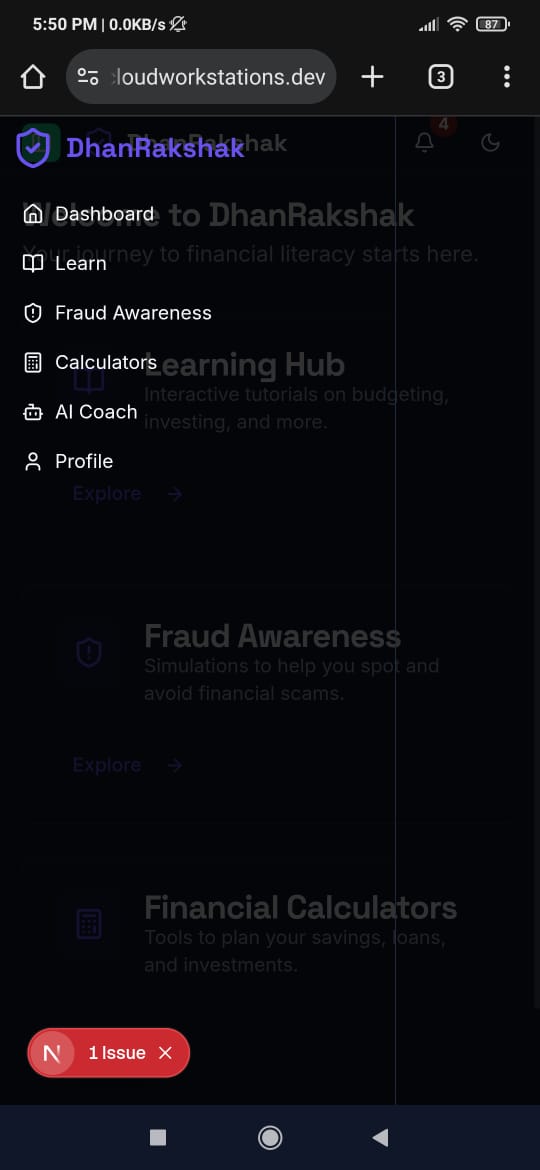 5:50 PM | 0.0KB/s
87
loudworkstations.dev
3
DhanRakshak
DhanRakshak
4
Dashboard
Welcome to DhanRakshak
Your journey to financial literacy starts here.
Learn
Fraud Awareness
Calculators
Learning Hub
Interactive tutorials on budgeting,
investing, and more.
AI Coach
Profile
Explore
Fraud Awareness
Simulations to help you spot and
avoid financial scams.
Explore
Financial Calculators
Tools to plan your savings, loans,
and investments.
N 1 Issue